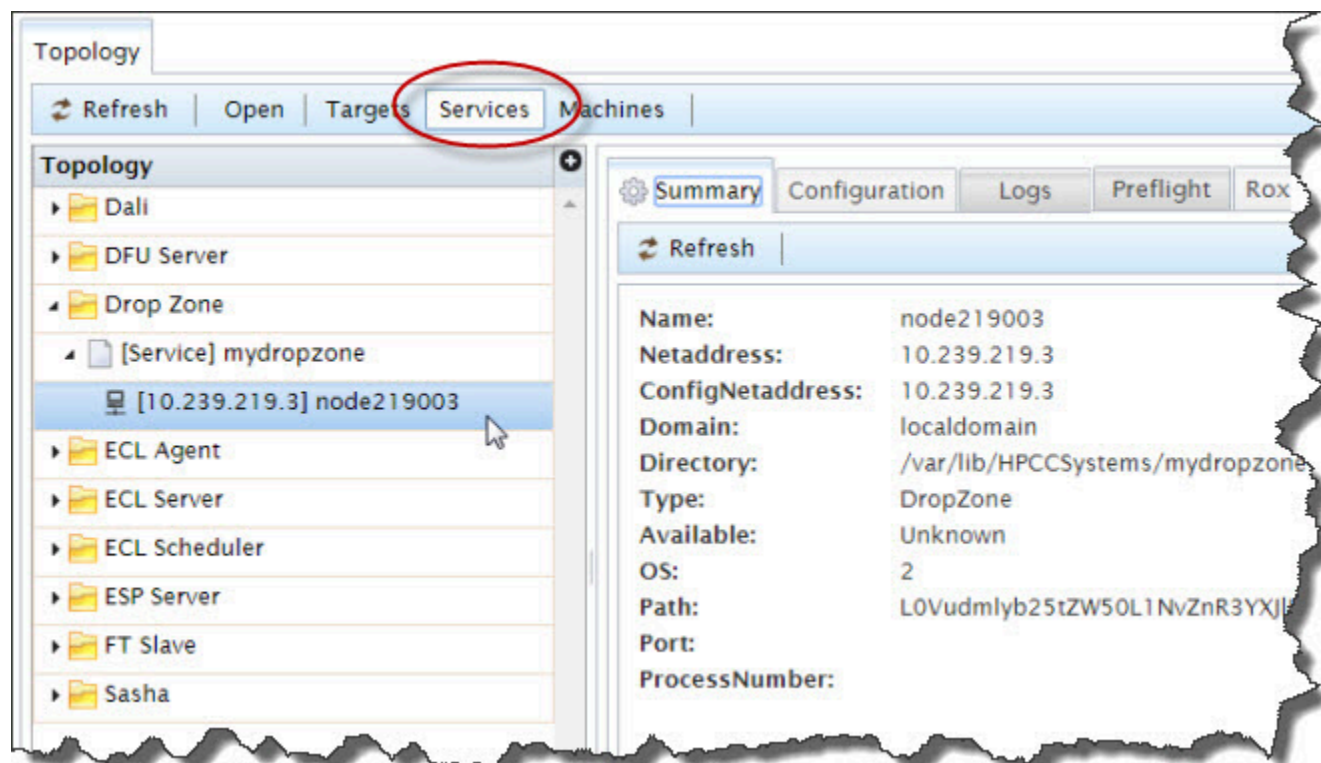 Topology
Refresh Open Targets Services Machines
Topology
Dali
DFU Server
Drop Zone
[Service] mydropzone
[10.239.219.3] node219003
ECL Agent
ECL Server
ECL Scheduler
ESP Server
FT Slave
Sasha
Summary Configuration Logs Preflight Rox
Refresh
Name: node219003
Netaddress: 10.239.219.3
ConfigNetaddress: 10.239.219.3
Domain: localdomain
Directory: /var/lib/HPCCSystems/mydropzone
Type: DropZone
Available: Unknown
OS: 2
Path:
Port:
ProcessNumber: